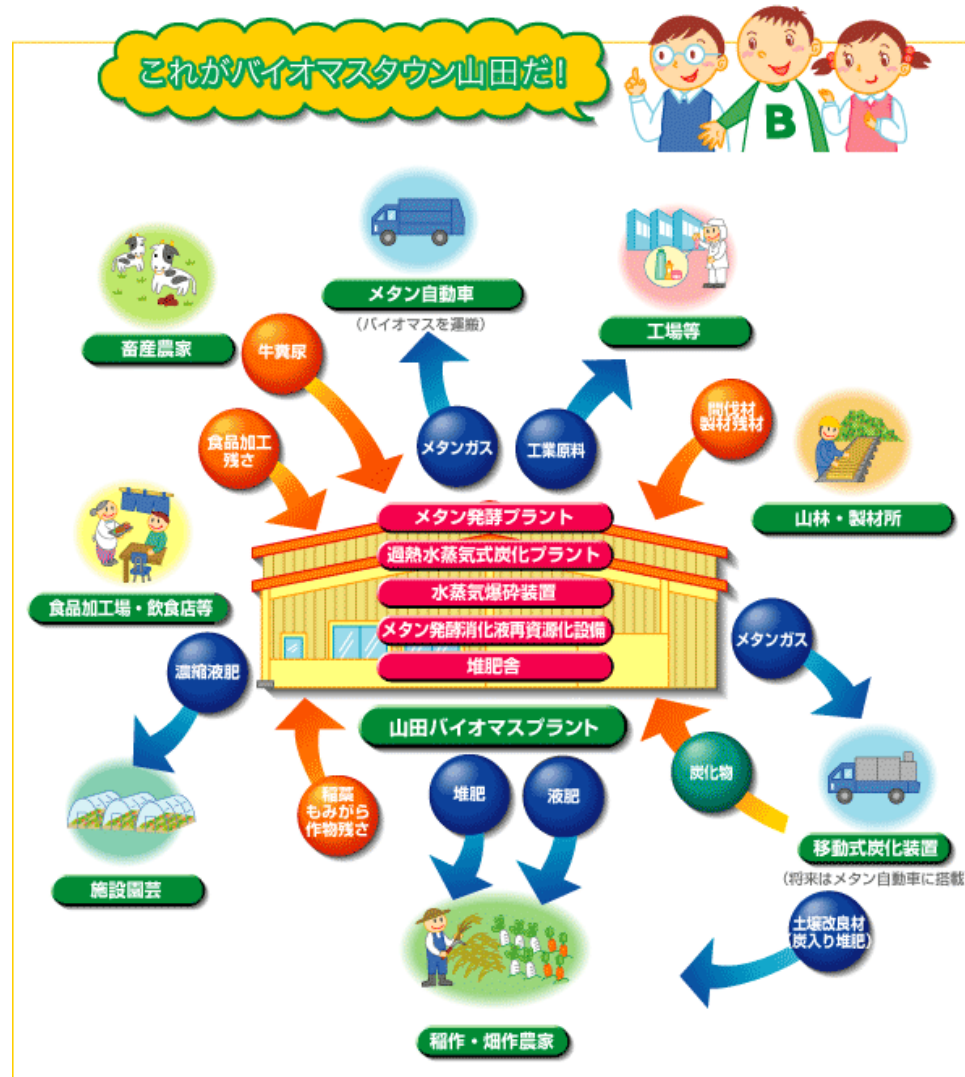 これがバイオマスタウン山田だ!
B
メタン自動車
(バイオマスを運搬)
工場等
畜産農家
牛糞尿
食品加工
残さ
メタンガス
工業原料
間伐材
製材残材
山林・製材所
食品加工場・飲食店等
メタン発酵プラント
過熱水蒸気式炭化プラント
水蒸気爆砕装置
メタン発酵消化液再資源化設備
堆肥舎
山田バイオマスプラント
濃縮液肥
メタンガス
施設園芸
稲藁
もみがら
作物残さ
堆肥
液肥
炭化物
移動式炭化装置
(将来はメタン自動車に搭載
土壌改良材
(炭入り堆肥)
稲作・畑作農家